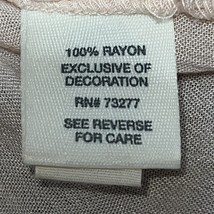 100% RAYON
EXCLUSIVE OF
DECORATION
RN# 73277
SEE REVERSE
FOR CARE